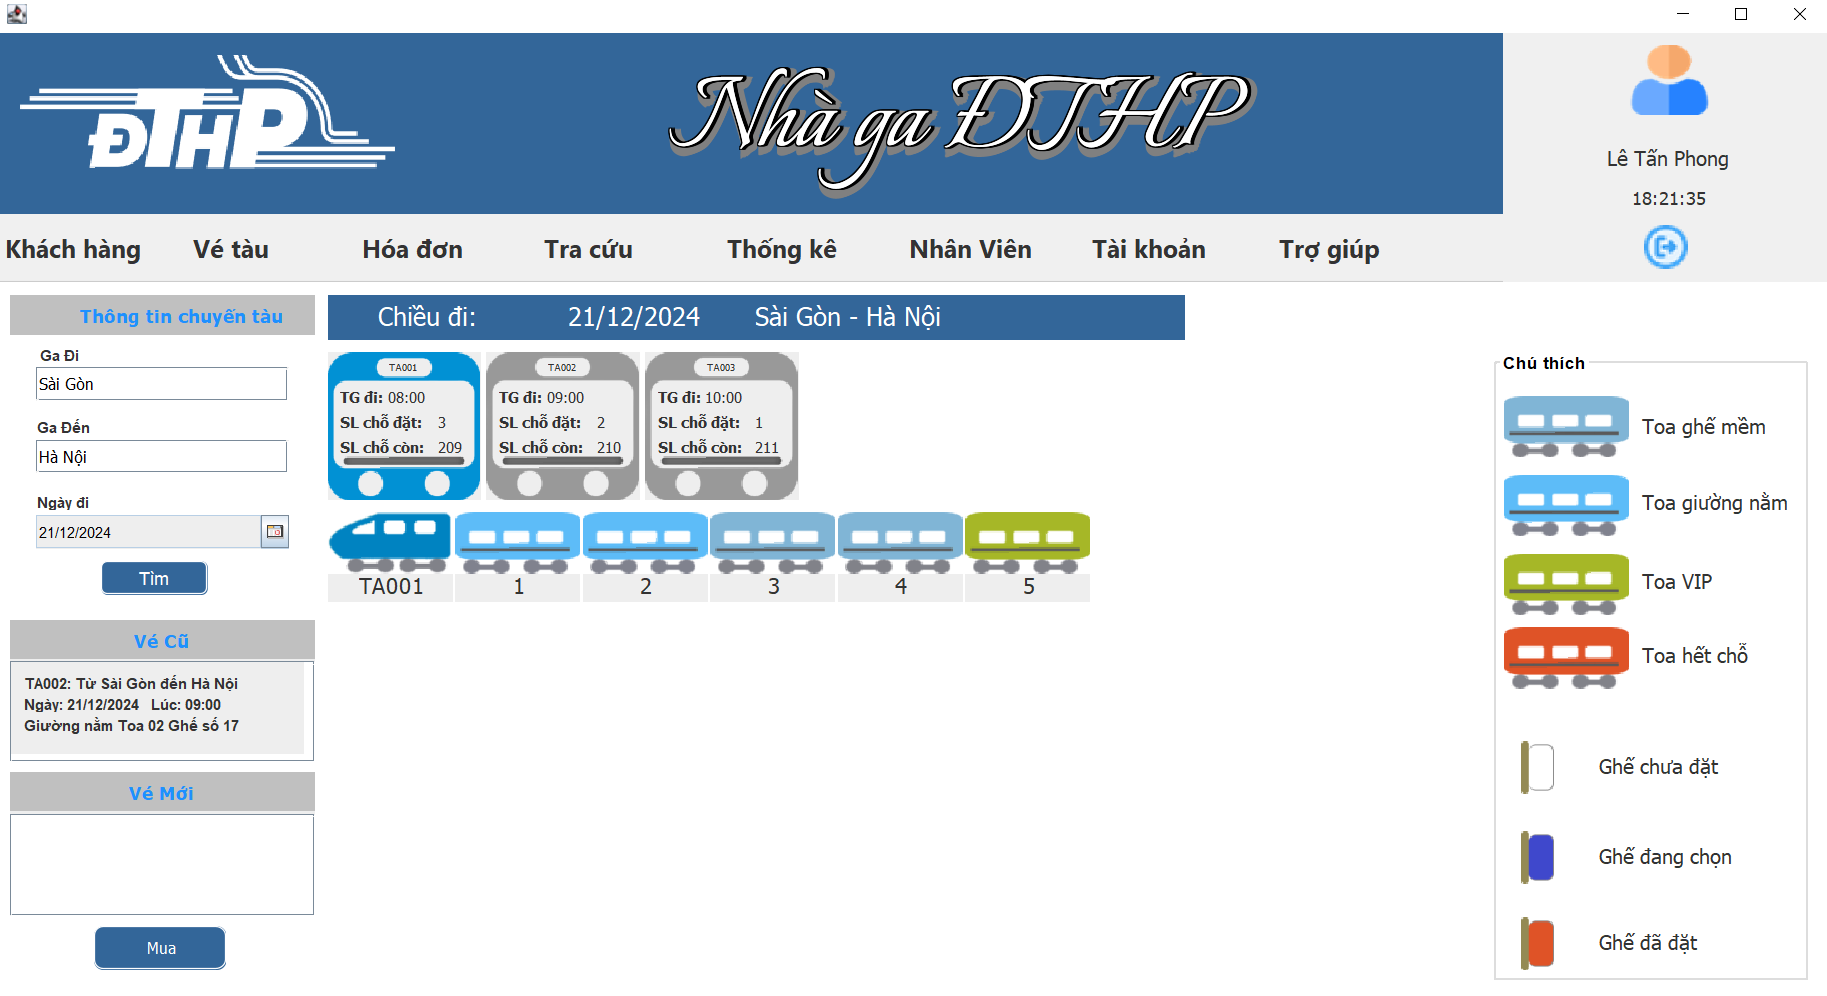 ĐTHP
Nhà ga ĐTHP
Lê Tấn Phong
18:21:35
Khách hàng Vé tàu Hóa đơn Tra cứu Thống kê Nhân Viên Tài khoản Trợ giúp
Thông tin chuyến tàu
Ga Đi
Sài Gòn
Ga Đến
Hà Nội
Ngày đi
21/12/2024
Tìm
Vé Cũ
TA002: Từ Sài Gòn đến Hà Nội
Ngày: 21/12/2024 Lúc: 09:00
Giường nằm Toa 02 Ghế số 17
Vé Mới
Mua
Chiều đi: 21/12/2024 Sài Gòn - Hà Nội
TA001
TG đi: 08:00
SL chỗ đặt: 3
SL chỗ còn: 209
TA002
TG đi: 09:00
SL chỗ đặt: 2
SL chỗ còn: 210
TA003
TG đi: 10:00
SL chỗ đặt: 1
SL chỗ còn: 211
TA001 1 2 3 4 5
Chú thích
Toa ghế mềm
Toa giường nằm
Toa VIP
Toa hết chỗ
Ghế chưa đặt
Ghế đang chọn
Ghế đã đặt